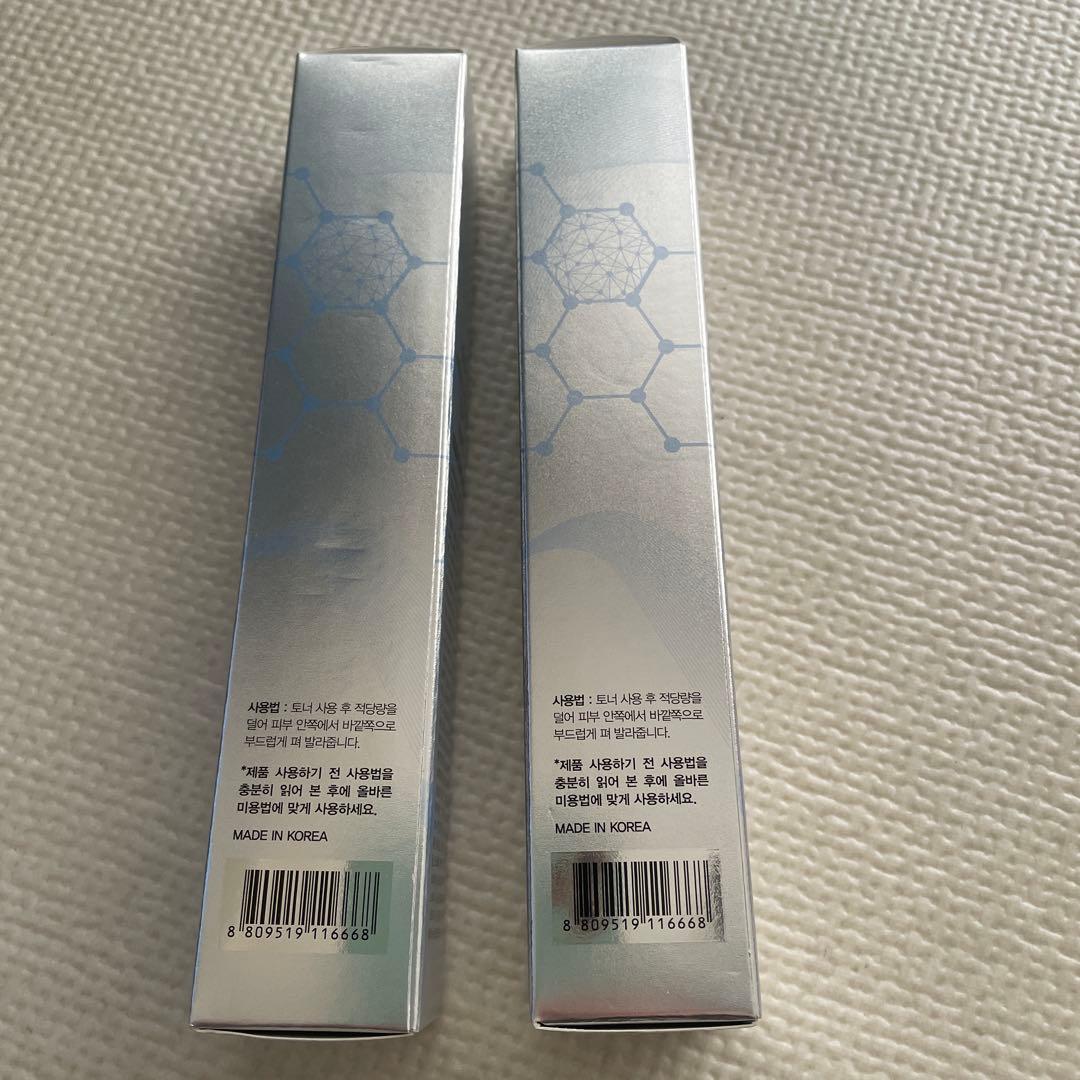 사용법 : 토너 사용 후 적당량을
덜어 피부 안쪽에서 바깥쪽으로
부드럽게 펴 발라줍니다.
*제품 사용하기 전 사용법을
충분히 읽어 본 후에 올바른
미용법에 맞게 사용하세요.
MADE IN KOREA
8 809519 116668
사용법 : 토너 사용 후 적당량을
덜어 피부 안쪽에서 바깥쪽으로
부드럽게 펴 발라줍니다.
*제품 사용하기 전 사용법을
충분히 읽어 본 후에 올바른
미용법에 맞게 사용하세요.
MADE IN KOREA
8 809519 116668